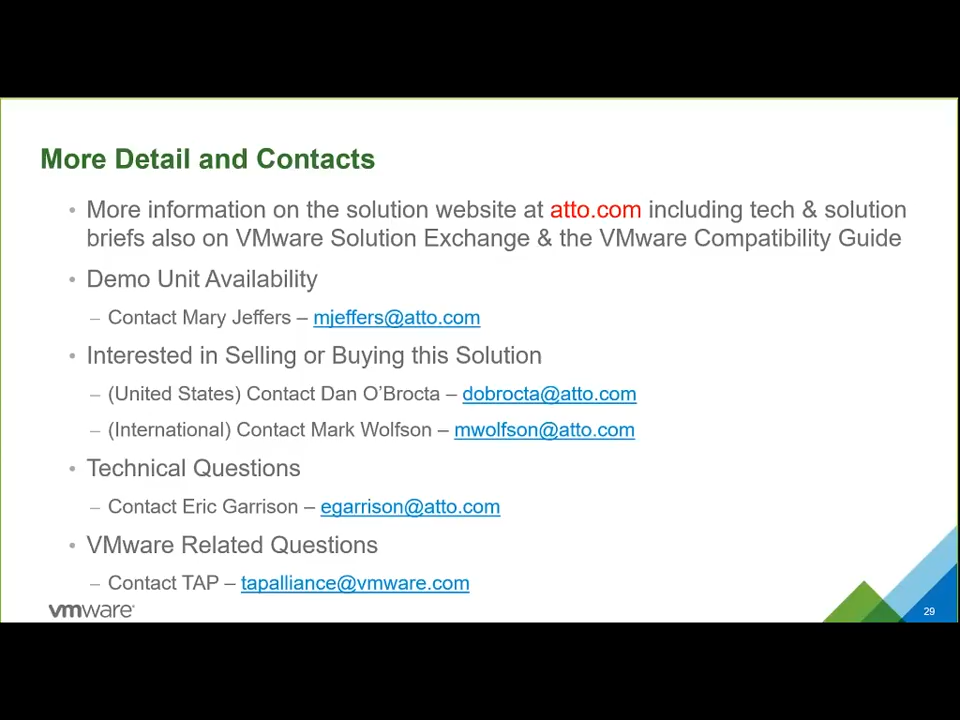 More Detail and Contacts
• More information on the solution website at atto.com including tech & solution
briefs also on VMware Solution Exchange & the VMware Compatibility Guide
• Demo Unit Availability
– Contact Mary Jeffers – mjeffers@atto.com
• Interested in Selling or Buying this Solution
– (United States) Contact Dan O’Brocta – dobrocta@atto.com
– (International) Contact Mark Wolfson – mwolfson@atto.com
• Technical Questions
– Contact Eric Garrison – egarrison@atto.com
• VMware Related Questions
– Contact TAP – tapalliance@vmware.com
vmware
29